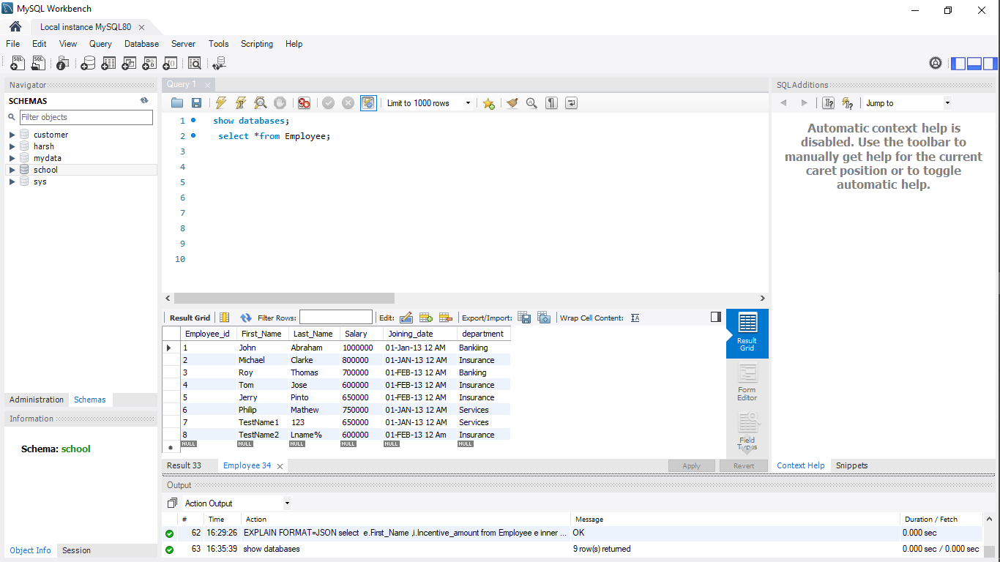 MySQL Workbench
Local instance MySQL80
File Edit View Query Database Server Tools Scripting Help
Navigator
SCHEMAS
Filter objects
customer
harsh
mydata
school
sys
Administration Schemas
Information
Schema: school
Object Info Session
Query 1
Limit to 1000 rows
1 show databases;
2 select *from Employee;
3
4
5
6
7
8
9
10
Result Grid Filter Rows: Edit: Export/Import: Wrap Cell Content:
Employee_id First_Name Last_Name Salary Joining_date department
1 John Abraham 1000000 01-Jan-13 12 AM Bankiing
2 Michael Clarke 800000 01-JAN-13 12 AM Insurance
3 Roy Thomas 700000 01-FEB-13 12 AM Banking
4 Tom Jose 600000 01-FEB-13 12 AM Insurance
5 Jerry Pinto 650000 01-FEB-13 12 AM Insurance
6 Philip Mathew 750000 01-JAN-13 12 AM Services
7 TestName1 123 650000 01-JAN-13 12 AM Services
8 TestName2 Lname% 600000 01-FEB-13 12 Am Insurance
NULL NULL NULL NULL NULL NULL
Result
Grid
Form
Editor
Field
Types
Result 33 Employee 34 Apply Revert
SQLAdditions
Jump to
Automatic context help is
disabled. Use the toolbar to
manually get help for the current
caret position or to toggle
automatic help.
Context Help Snippets
Output
Action Output
# Time Action Message Duration / Fetch
62 16:29:26 EXPLAIN FORMAT=JSON select e.First_Name ,i.Incentive_amount from Employee e inner ... OK 0.000 sec
63 16:35:39 show databases 9 row(s) returned 0.000 sec / 0.000 sec